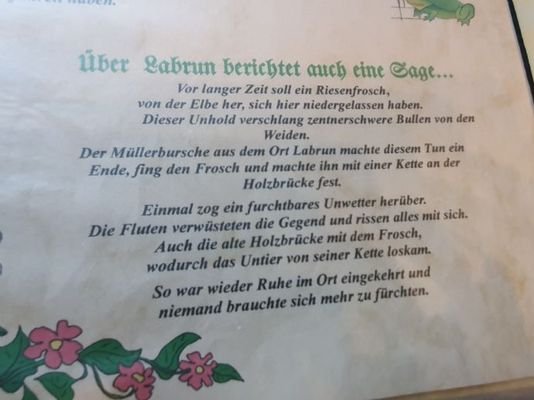 haben.
Über Labrun berichtet auch eine Sage...
Vor langer Zeit soll ein Riesenfrosch,
von der Elbe her, sich hier niedergelassen haben.
Dieser Unhold verschlang zentnerschwere Bullen von den
Weiden.
Der Müllerbursche aus dem Ort Labrun machte diesem Tun ein
Ende, fing den Frosch und machte ihn mit einer Kette an der
Holzbrücke fest.
Einmal zog ein furchtbares Unwetter herüber.
Die Fluten verwüsteten die Gegend und rissen alles mit sich.
Auch die alte Holzbrücke mit dem Frosch,
wodurch das Untier von seiner Kette loskam.
So war wieder Ruhe im Ort eingekehrt und
niemand brauchte sich mehr zu fürchten.